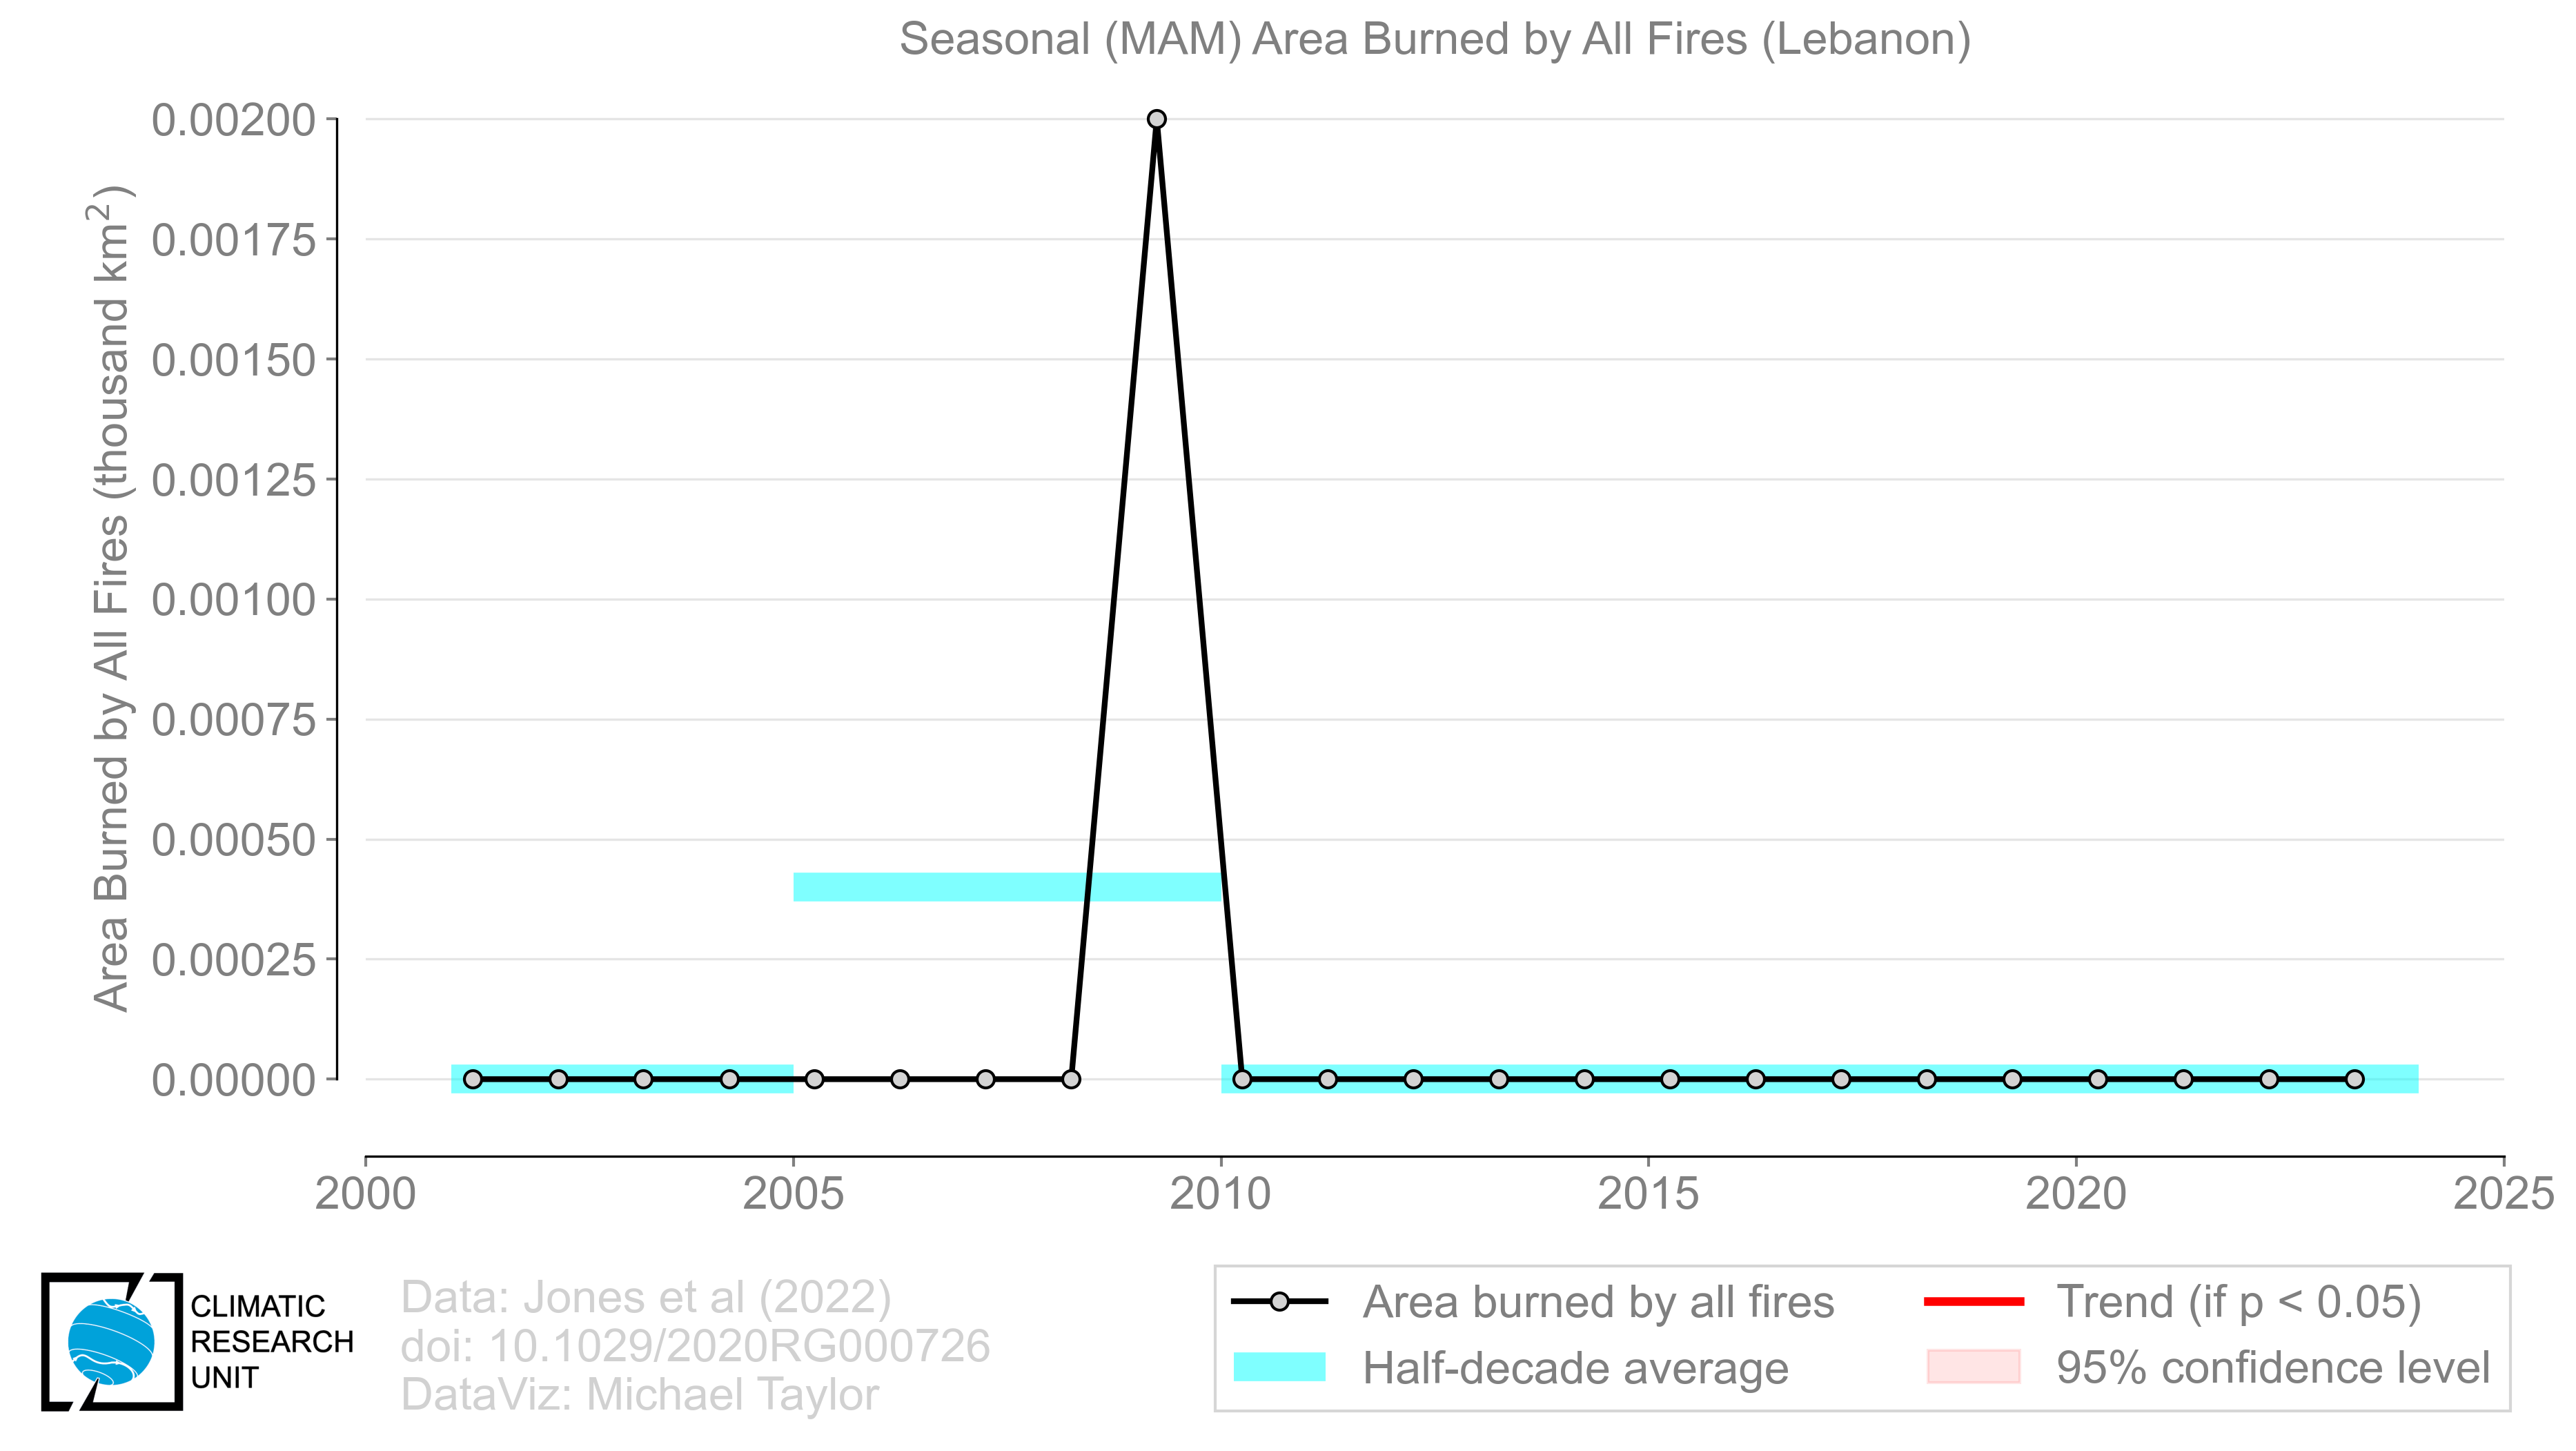 Seasonal (MAM) Area Burned by All Fires (Lebanon)
Area Burned by All Fires (thousand km²)
0.00200
0.00175
0.00150
0.00125
0.00100
0.00075
0.00050
0.00025
0.00000
2000 2005 2010 2015 2020 2025
CLIMATIC
RESEARCH
UNIT
Data: Jones et al (2022)
doi: 10.1029/2020RG000726
DataViz: Michael Taylor
Area burned by all fires
Half-decade average
Trend (if p < 0.05)
95% confidence level